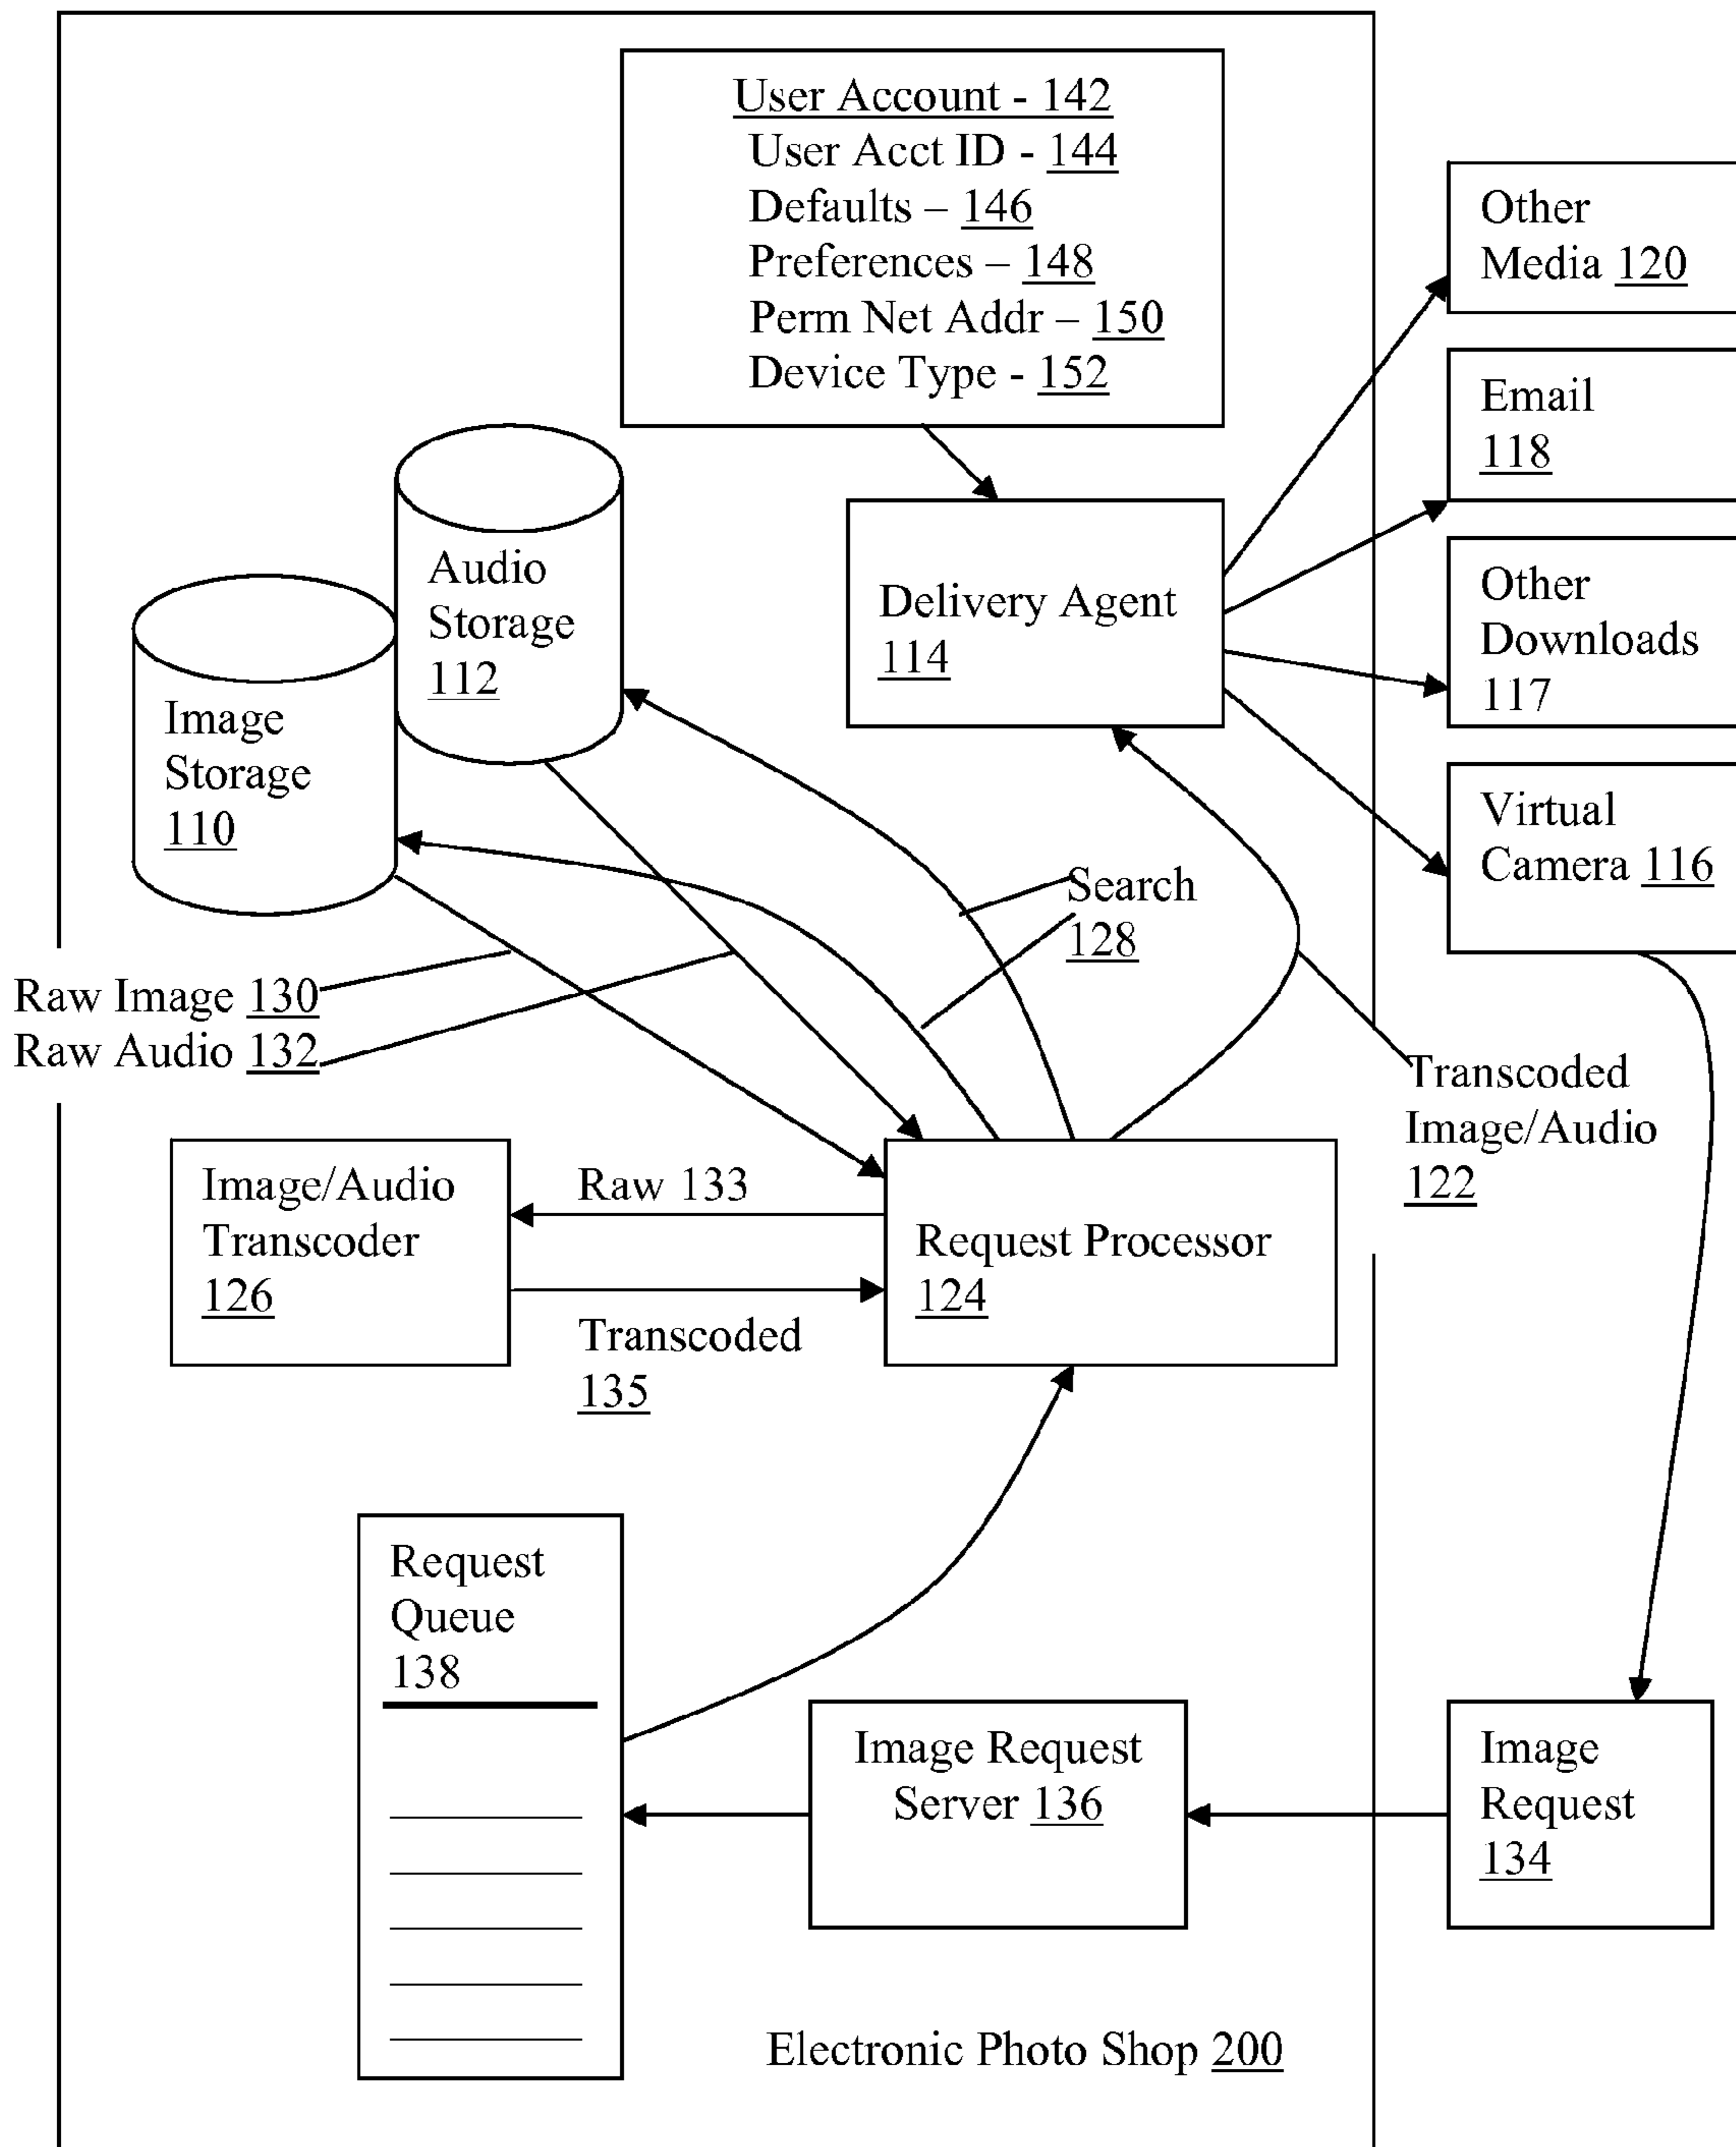 User Account - 142
User Acct ID - 144
Defaults – 146
Preferences – 148
Perm Net Addr – 150
Device Type - 152
Other
Media 120
Email
118
Other
Downloads
117
Virtual
Camera 116
Delivery Agent
114
Audio
Storage
112
Image
Storage
110
Search
128
Raw Image 130
Raw Audio 132
Transcoded
Image/Audio
122
Image/Audio
Transcoder
126
Raw 133
Transcoded
135
Request Processor
124
Request
Queue
138
Image Request
Server 136
Image
Request
134
Electronic Photo Shop 200